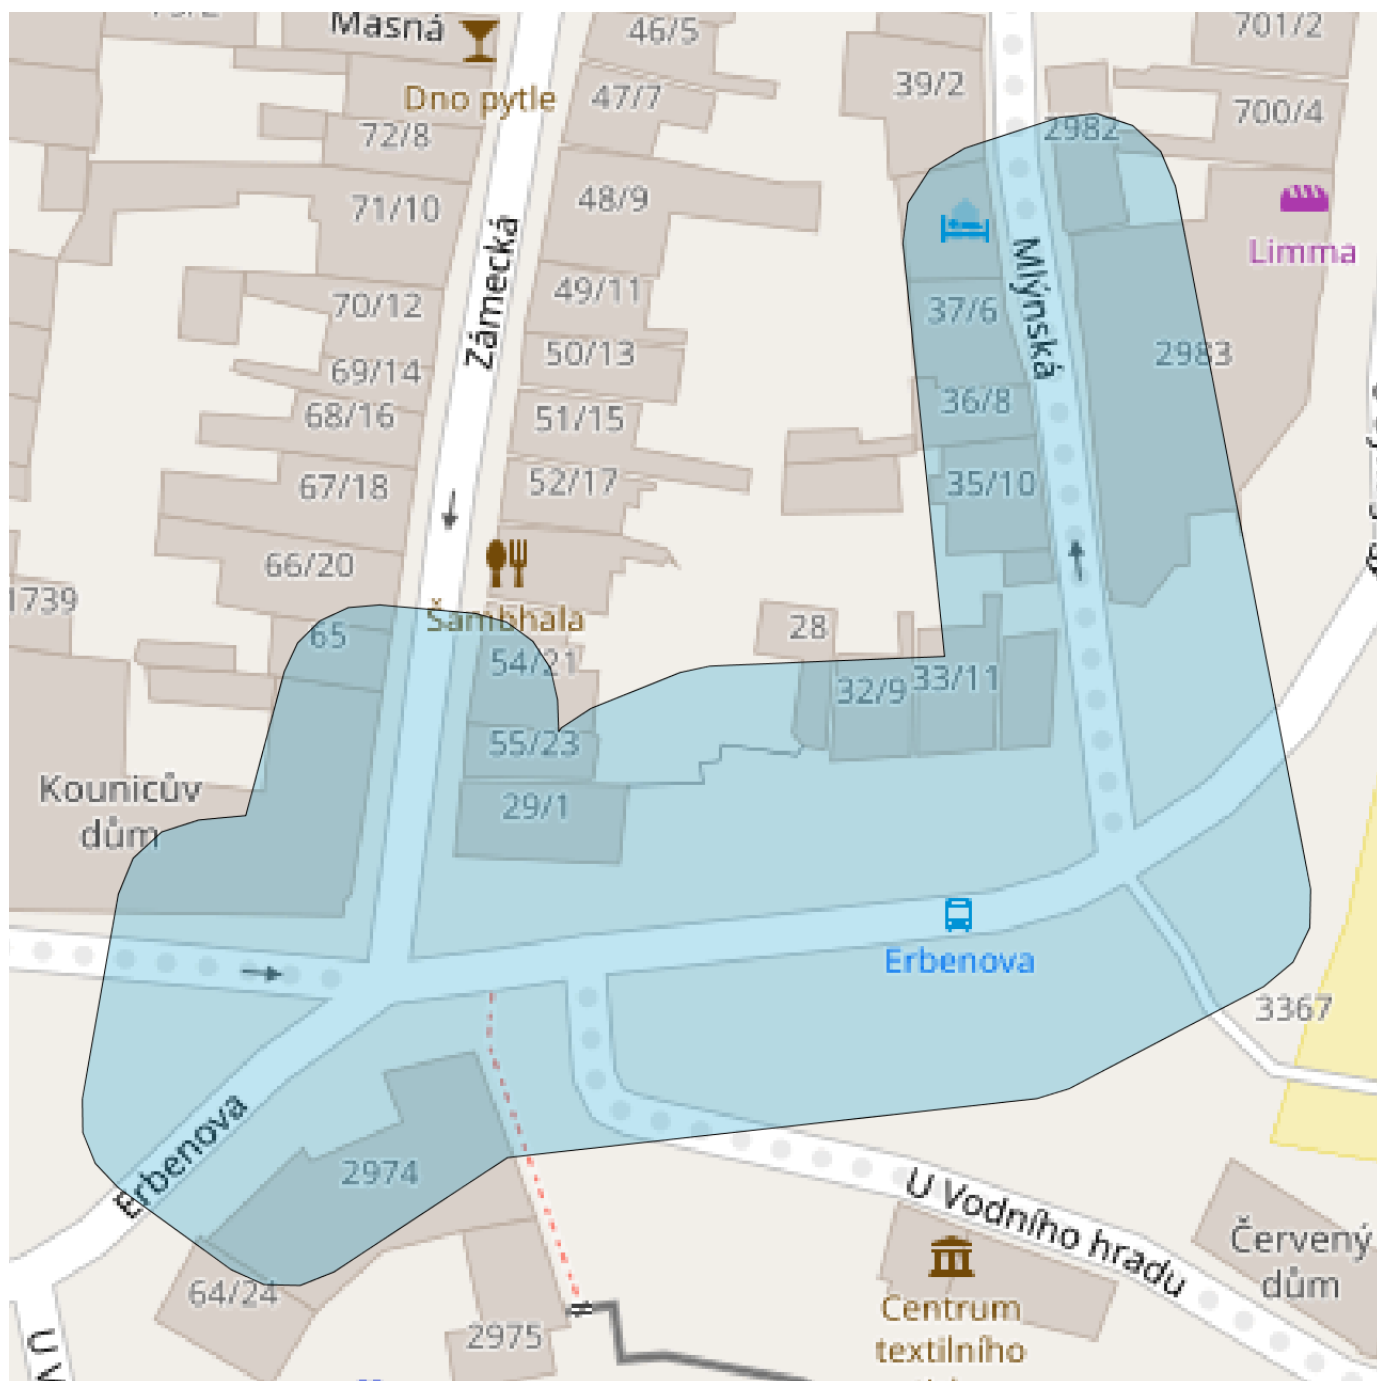 Masná
46/5
701/2
39/2
Dno pytle
47/7
700/4
72/8
2982
71/10
48/9
Limma
Zámecká
Mlýnská
49/11
70/12
37/6
50/13
2983
69/14
36/8
68/16
51/15
67/18
52/17
35/10
66/20
1739
Šambhala
65
28
54/21
32/9
33/11
55/23
Kounicův
dům
29/1
Erbenova
3367
Erbenova
2974
U Vodního hradu
Červený
dům
64/24
Centrum
textilního
2975